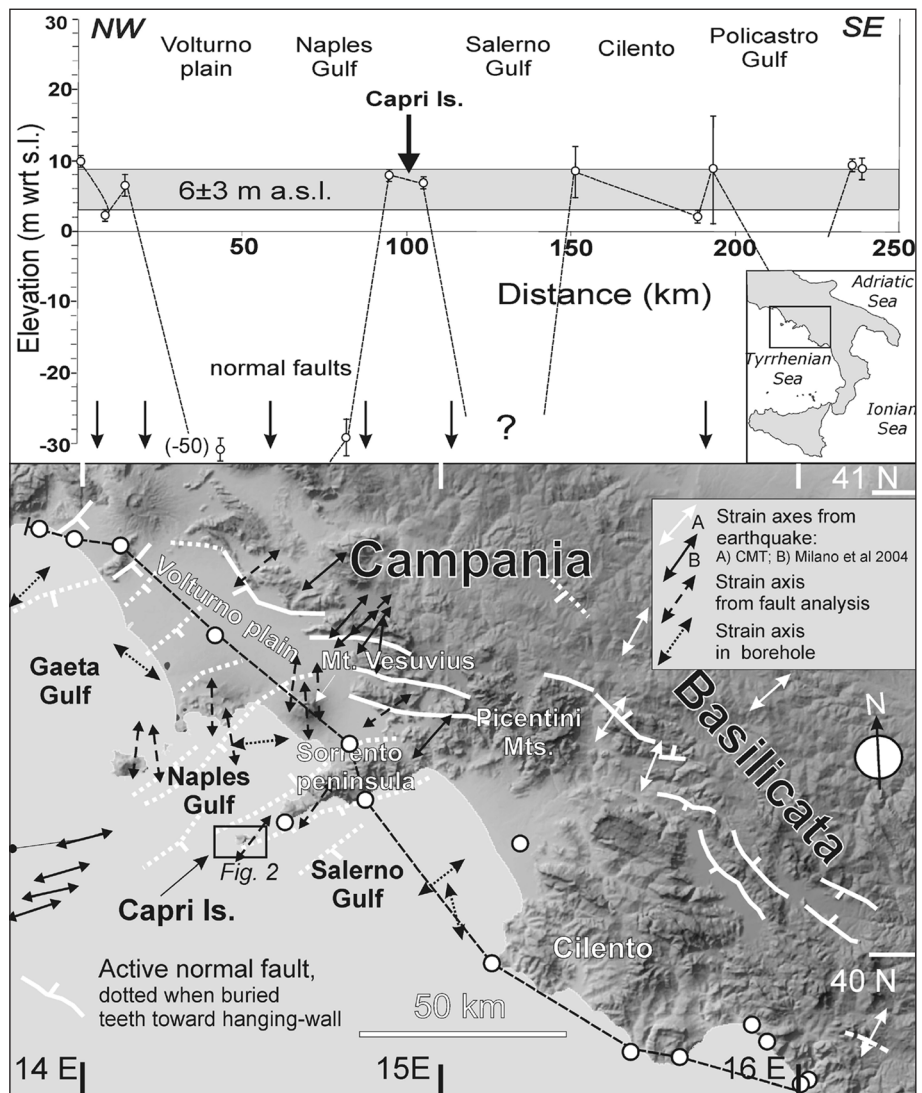 30
NW
SE
Volturno
plain
Naples
Gulf
Salerno
Gulf
Cilento
Policastro
Gulf
20
Capri Is.
10
6±3 m a.s.l.
0
50
100
150
200
250
Elevation (m wrt s.l.)
-10
Distance (km)
-20
normal faults
-30
(-50)
?
Adriatic
Sea
Tyrrhenian
Sea
Ionian
Sea
41 N
A
B
Strain axes from
earthquake:
A) CMT; B) Milano et al 2004
Strain axis
from fault analysis
Strain axis
in borehole
Campania
Volturno plain
Gaeta
Gulf
Mt. Vesuvius
Picentini
Mts.
Basilicata
N
Sorrento
peninsula
Naples
Gulf
Fig. 2
Salerno
Gulf
Capri Is.
Cilento
Active normal fault,
dotted when buried
teeth toward hanging-wall
50 km
40 N
14 E
15E
16 E